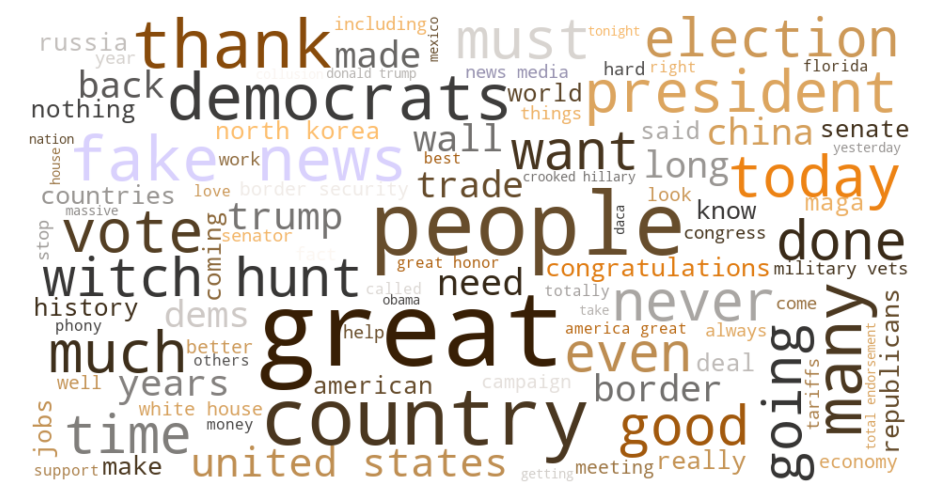 including
mexico
tonight
russia
thank
must
election
year
made
collusion
donald trump
news media
hard
right
florida
back
democrats
world
president
nothing
things
north korea
wall
said
china
senate
nation
fake news
work
best
want
long
yesterday
house
crooked hillary
today
countries
love
border security
trade
look
maga
massive
people
daca
know
vote
coming
trump
senator
congress
done
stop
fact
great honor
witch hunt
need
congratulations
military vets
called
totally
never
history
dems
obama
take
come
many
republicans
phony
great
help
america great
always
going
much
better
others
even
deal
tariffs
total endorsement
well
years
american
campaign
border
jobs
white house
country
good
time
money
support
make
united states
getting
meeting
really
economy